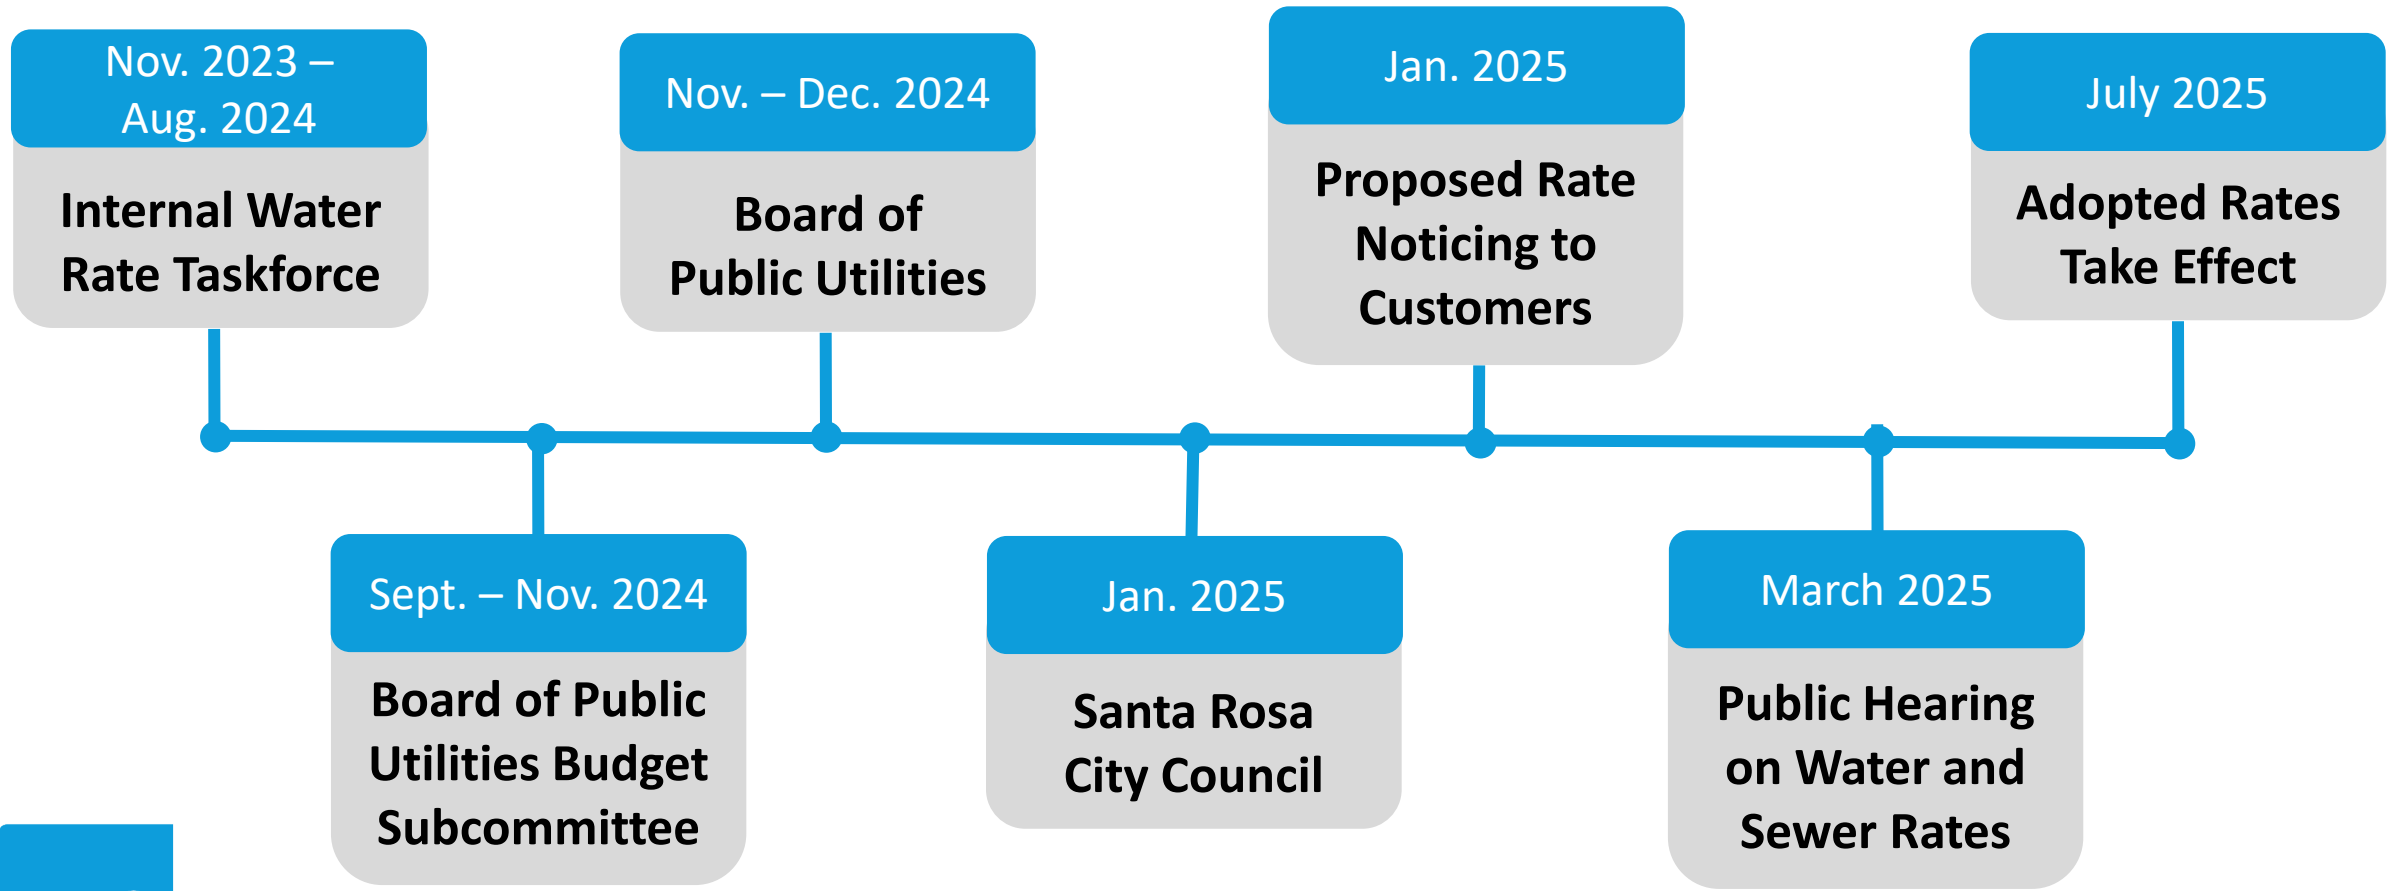 Nov. 2023 –
Aug. 2024
Internal Water
Rate Taskforce
Sept. – Nov. 2024
Board of Public
Utilities Budget
Subcommittee
Nov. – Dec. 2024
Board of
Public Utilities
Jan. 2025
Santa Rosa
City Council
Jan. 2025
Proposed Rate
Noticing to
Customers
March 2025
Public Hearing
on Water and
Sewer Rates
July 2025
Adopted Rates
Take Effect